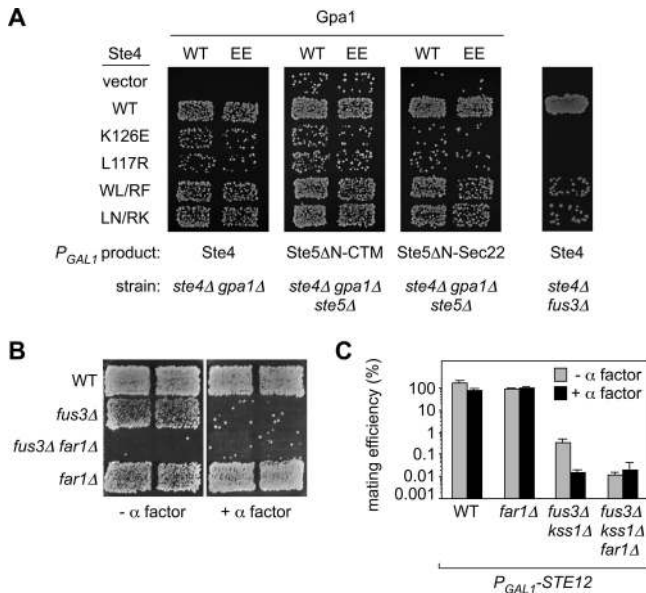 A
Gpa1
Ste4 WT EE WT EE WT EE
vector
WT
K126E
L117R
WL/RF
LN/RK
P_GAL1 product: Ste4 Ste5ΔN-CTM Ste5ΔN-Sec22 Ste4
strain: ste4Δ gpa1Δ ste4Δ gpa1Δ ste4Δ gpa1Δ ste4Δ
ste5Δ ste5Δ fus3Δ
B
WT
fus3Δ
fus3Δ far1Δ
far1Δ
- α factor + α factor
C
- α factor
+ α factor
mating efficiency (%)
100
10
1
0.1
0.01
0.001
WT far1Δ fus3Δ fus3Δ
kss1Δ kss1Δ
far1Δ
P_GAL1-STE12